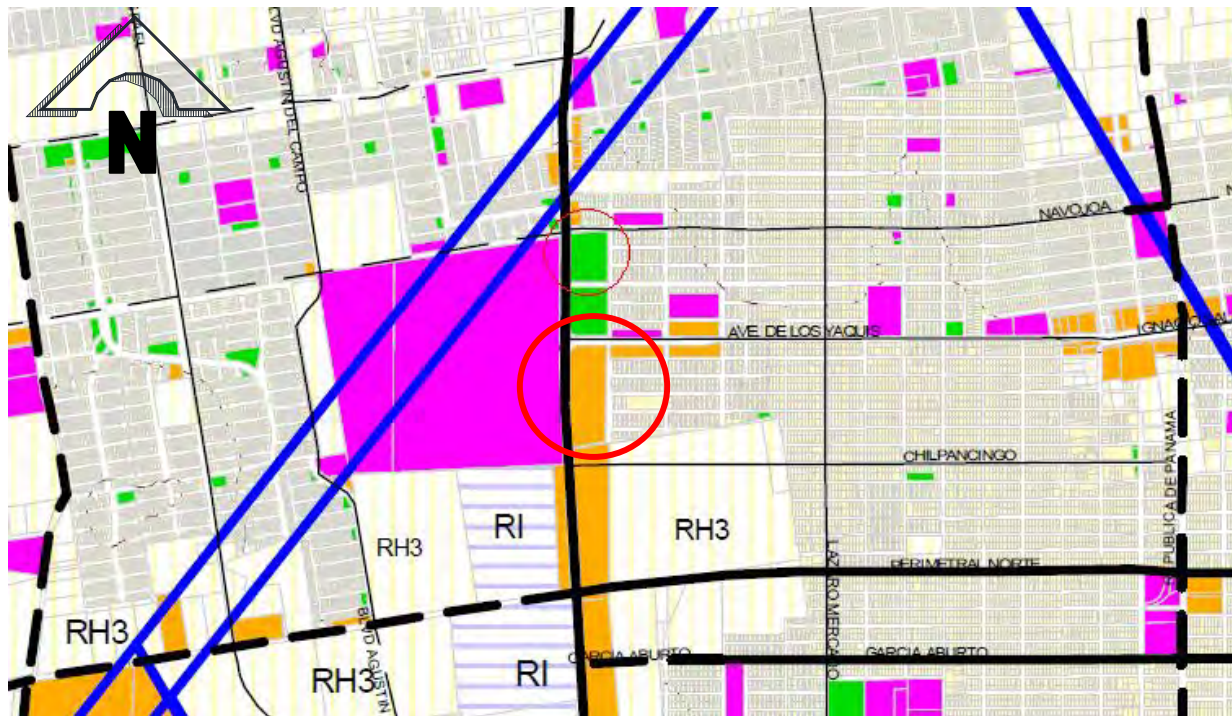 N
BLVD AGUSTIN DEL CAMPO
NAVOJOA
AVE. DE LOS YAQUIS
CHILPANCINGO
REPUBLICA DE PANAMA
RH3
RI
RH3
LAZARO MERCADO
PERIMETRAL NORTE
RH3
BLVD AGUSTIN
RH3
RI
GARCIA ABURTO
GARCIA ABURTO